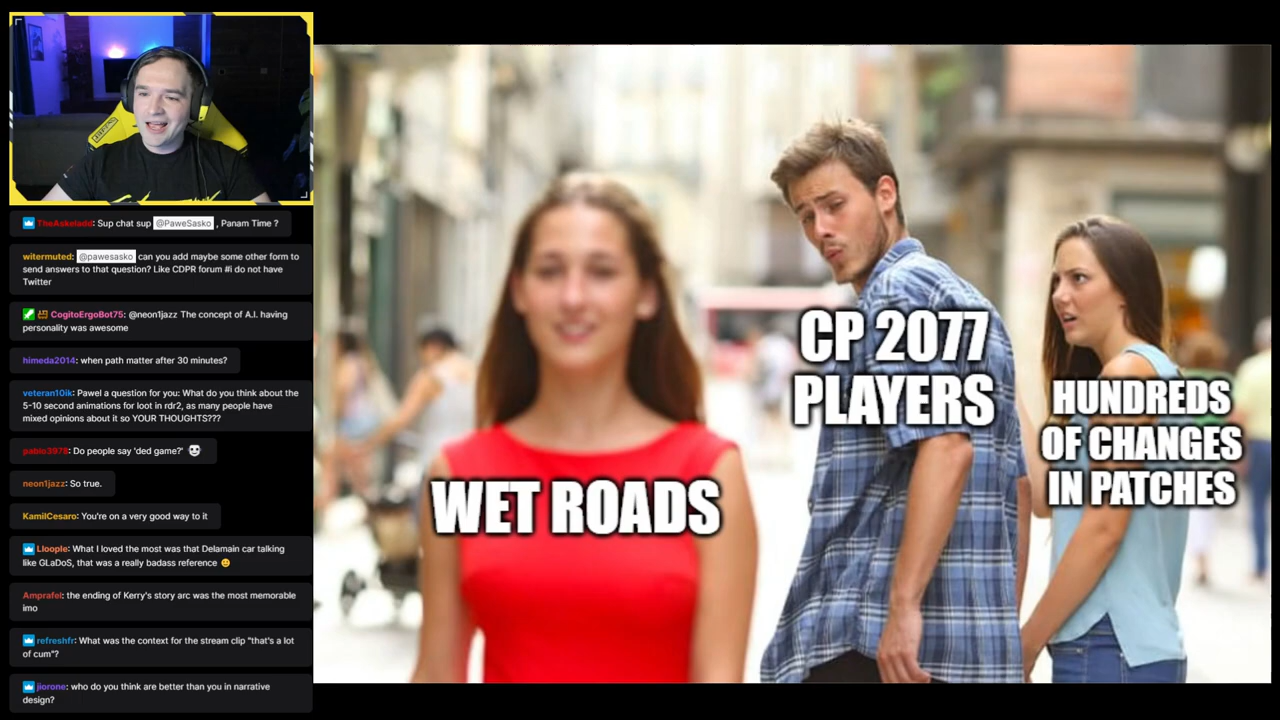 TheAskeladd: Sup chat sup @PaweSasko , Panam Time ?
witermuted: @pawesasko can you add maybe some other form to
send answers to that question? Like CDPR forum #i do not have
Twitter
CogitoErgoBot75: @neon1jazz The concept of A.I. having
personality was awesome
himeda2014: when path matter after 30 minutes?
veteran10ik: Pawel a question for you: What do you think about the
5-10 second animations for loot in rdr2, as many people have
mixed opinions about it so YOUR THOUGHTS???
pablo3978: Do people say 'ded game?'
neon1jazz: So true.
KamilCesaro: You're on a very good way to it
Lloople: What I loved the most was that Delamain car talking
like GLaDoS, that was a really badass reference
Amprafel: the ending of Kerry's story arc was the most memorable
imo
refreshfr: What was the context for the stream clip "that's a lot
of cum"?
jiorone: who do you think are better than you in narrative
design?
WET ROADS
CP 2077
PLAYERS
HUNDREDS
OF CHANGES
IN PATCHES